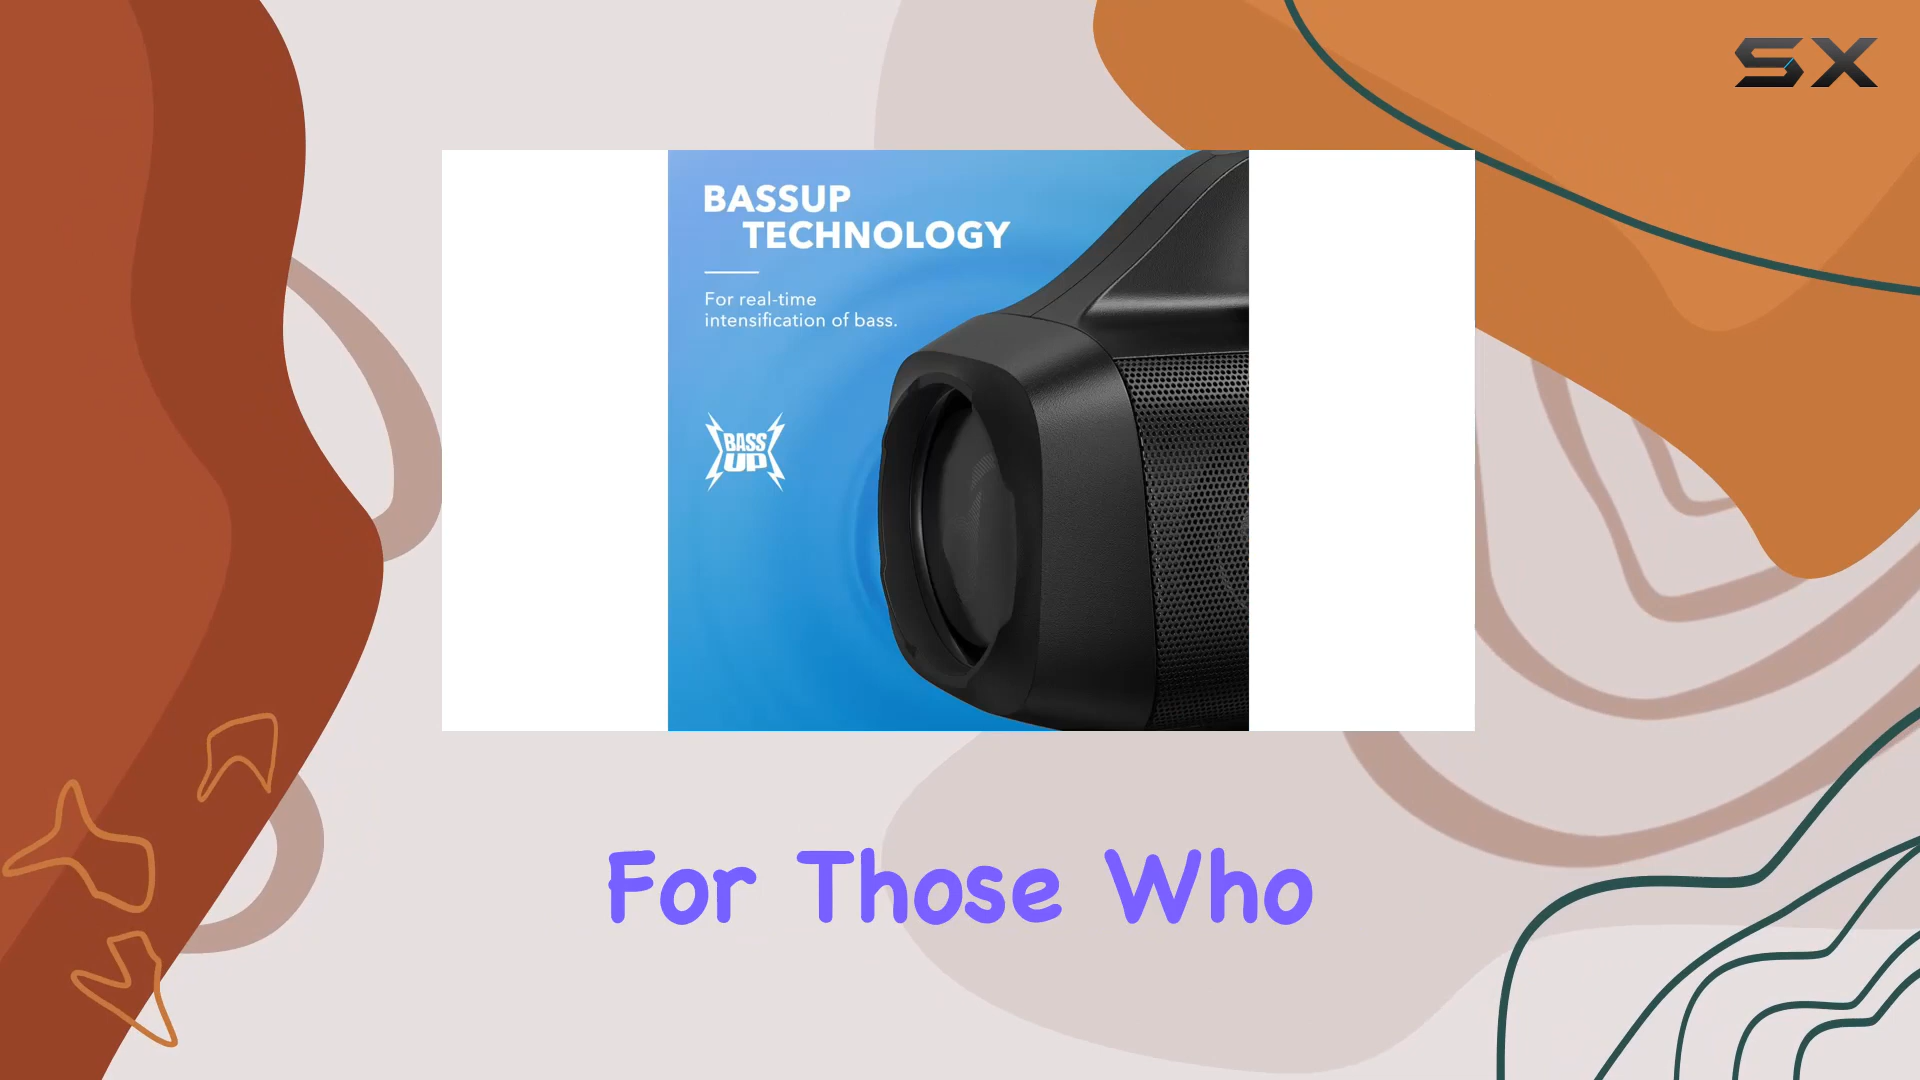 SX
BASSUP
TECHNOLOGY
For real-time
intensification of bass.
BASS
UP
For Those Who